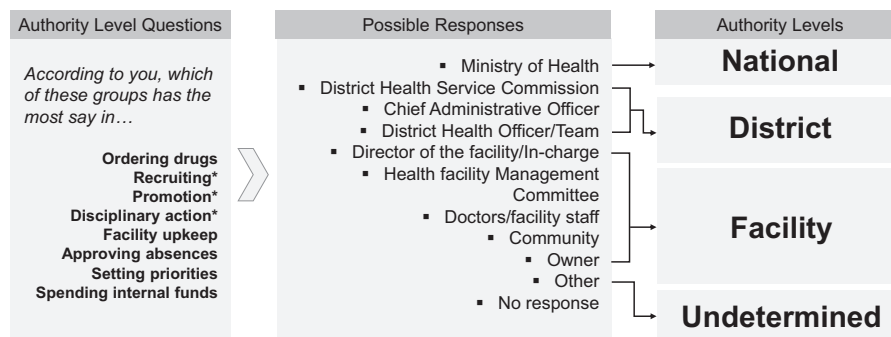 Authority Level Questions
According to you, which
of these groups has the
most say in…
Ordering drugs
Recruiting*
Promotion*
Disciplinary action*
Facility upkeep
Approving absences
Setting priorities
Spending internal funds
Possible Responses
▪ Ministry of Health
▪ District Health Service Commission
▪ Chief Administrative Officer
▪ District Health Officer/Team
▪ Director of the facility/In-charge
▪ Health facility Management
Committee
▪ Doctors/facility staff
▪ Community
▪ Owner
▪ Other
▪ No response
Authority Levels
National
District
Facility
Undetermined